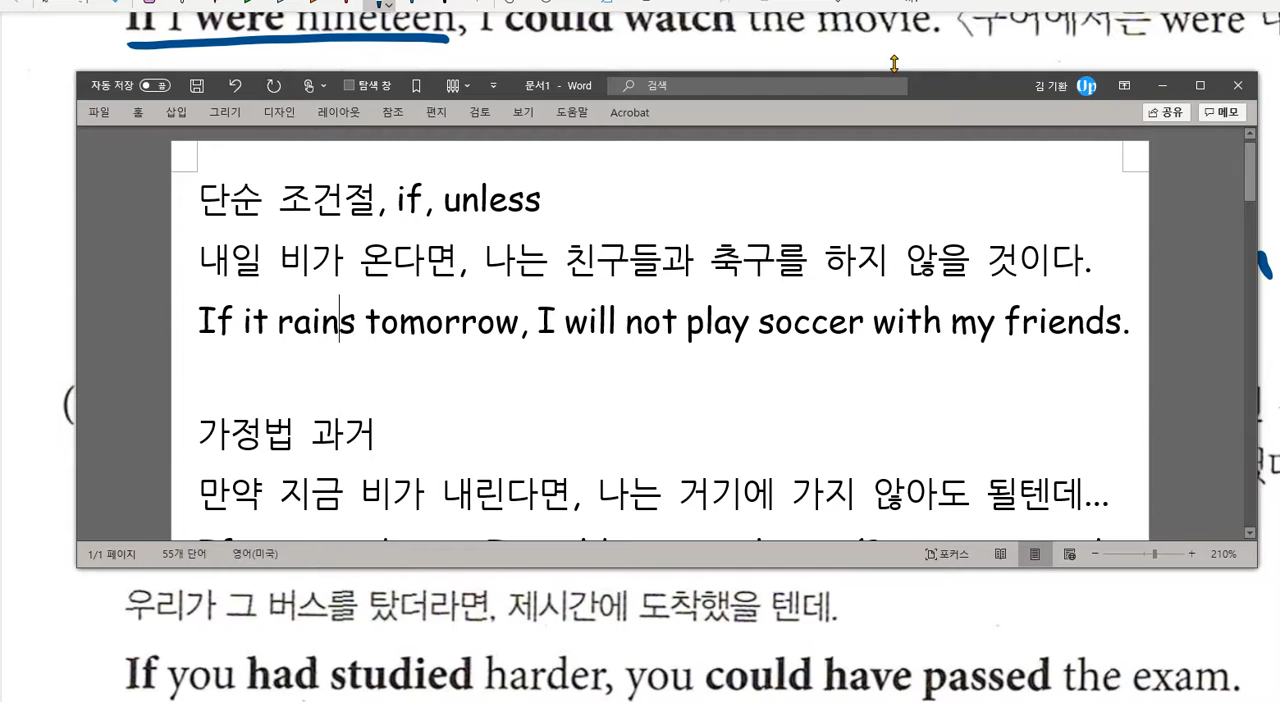 If I were nineteen, I could watch the movie. <구어에서는 were
자동 저장 끔 탐색 창 문서1 - Word 검색 김 기환 Up
파일 홈 삽입 그리기 디자인 레이아웃 참조 편지 검토 보기 도움말 Acrobat 공유 메모
단순 조건절, if, unless
내일 비가 온다면, 나는 친구들과 축구를 하지 않을 것이다.
If it rains tomorrow, I will not play soccer with my friends.
가정법 과거
만약 지금 비가 내린다면, 나는 거기에 가지 않아도 될텐데...
1/1 페이지 55개 단어 영어(미국) 포커스 210%
우리가 그 버스를 탔더라면, 제시간에 도착했을 텐데.
If you had studied harder, you could have passed the exam.